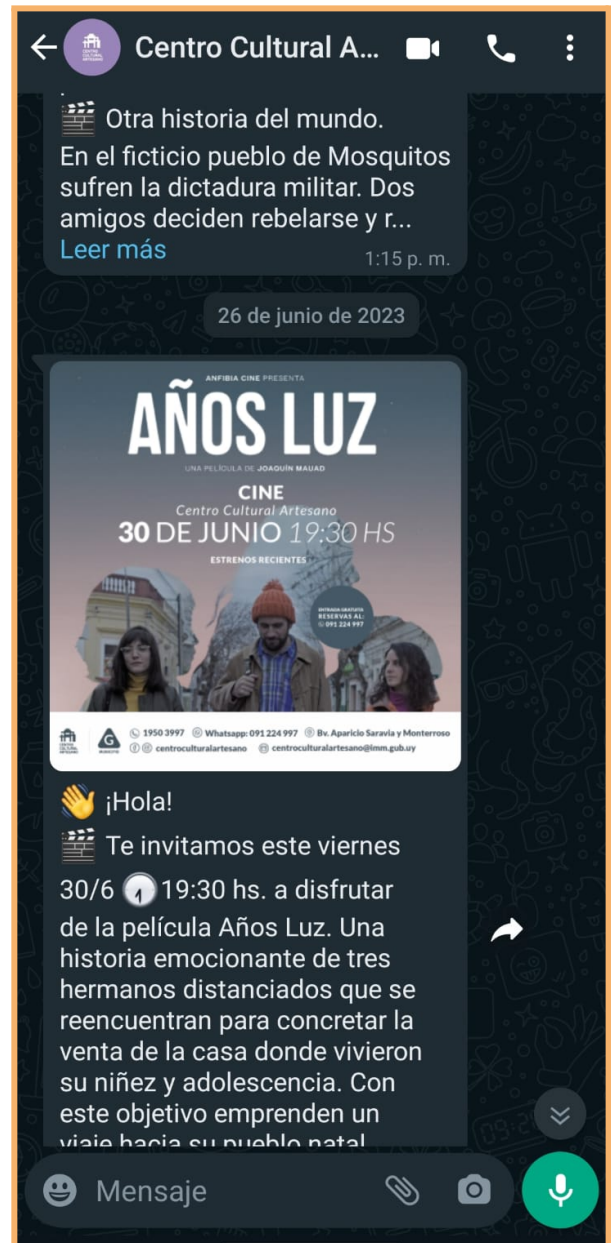 Centro Cultural A...
Otra historia del mundo.
En el ficticio pueblo de Mosquitos
sufren la dictadura militar. Dos
amigos deciden rebelarse y r...
Leer más
1:15 p. m.
26 de junio de 2023
ANFIBIA CINE PRESENTA
AÑOS LUZ
UNA PELÍCULA DE JOAQUÍN MAUAD
CINE
Centro Cultural Artesano
30 DE JUNIO 19:30 HS
ESTRENOS RECIENTES
ENTRADA GRATUITA
RESERVAS AL:
091 224 997
G
1950 3997 Whatsapp: 091 224 997 Bv. Aparicio Saravia y Monterroso
centroculturalartesano centroculturalartesano@imm.gub.uy
¡Hola!
Te invitamos este viernes
30/6 19:30 hs. a disfrutar
de la película Años Luz. Una
historia emocionante de tres
hermanos distanciados que se
reencuentran para concretar la
venta de la casa donde vivieron
su niñez y adolescencia. Con
este objetivo emprenden un
viaje hacia su pueblo natal
Mensaje